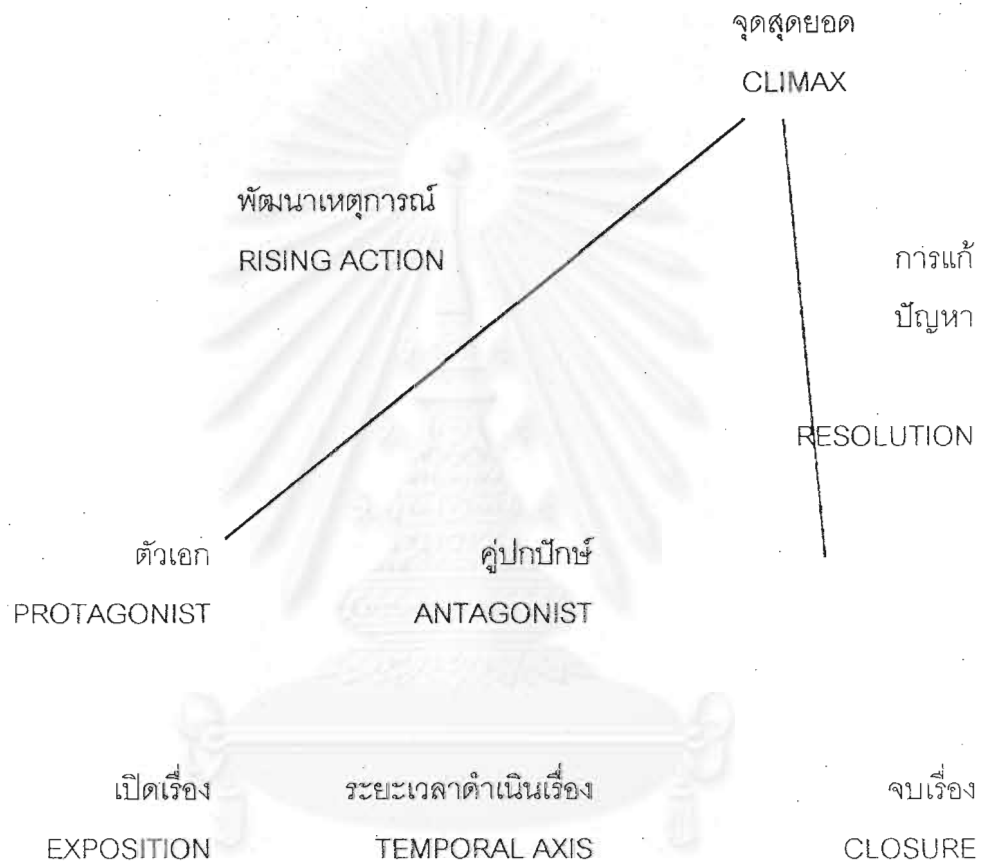 จุดสุดยอด
CLIMAX
พัฒนาเหตุการณ์
RISING ACTION
การแก้
ปัญหา
RESOLUTION
ตัวเอก
คู่ปกปักษ์
PROTAGONIST
ANTAGONIST
เปิดเรื่อง
ระยะเวลาดำเนินเรื่อง
จบเรื่อง
EXPOSITION
TEMPORAL AXIS
CLOSURE